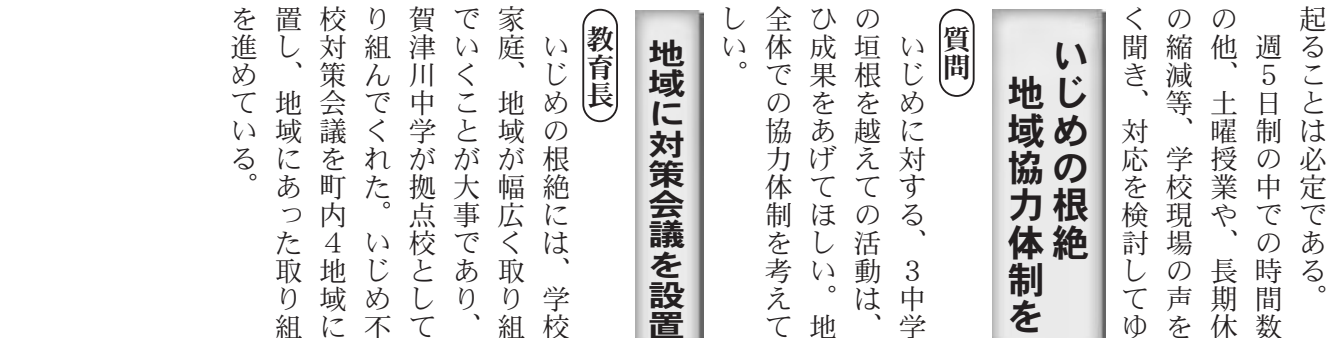 起ることは必定である。
週５日制の中での時間数
の他、土曜授業や、長期休
の縮減等、学校現場の声を
く聞き、対応を検討してゆ
いじめの根絶
地域協力体制を
質問
いじめに対する、３中学
の垣根を越えての活動は、
ひ成果をあげてほしい。地
全体での協力体制を考えて
しい。
地域に対策会議を設置
教育長
いじめの根絶には、学校
家庭、地域が幅広く取り組
でいくことが大事であり、
賀津川中学が拠点校として
り組んでくれた。いじめ不
校対策会議を町内４地域に
置し、地域にあった取り組
を進めている。